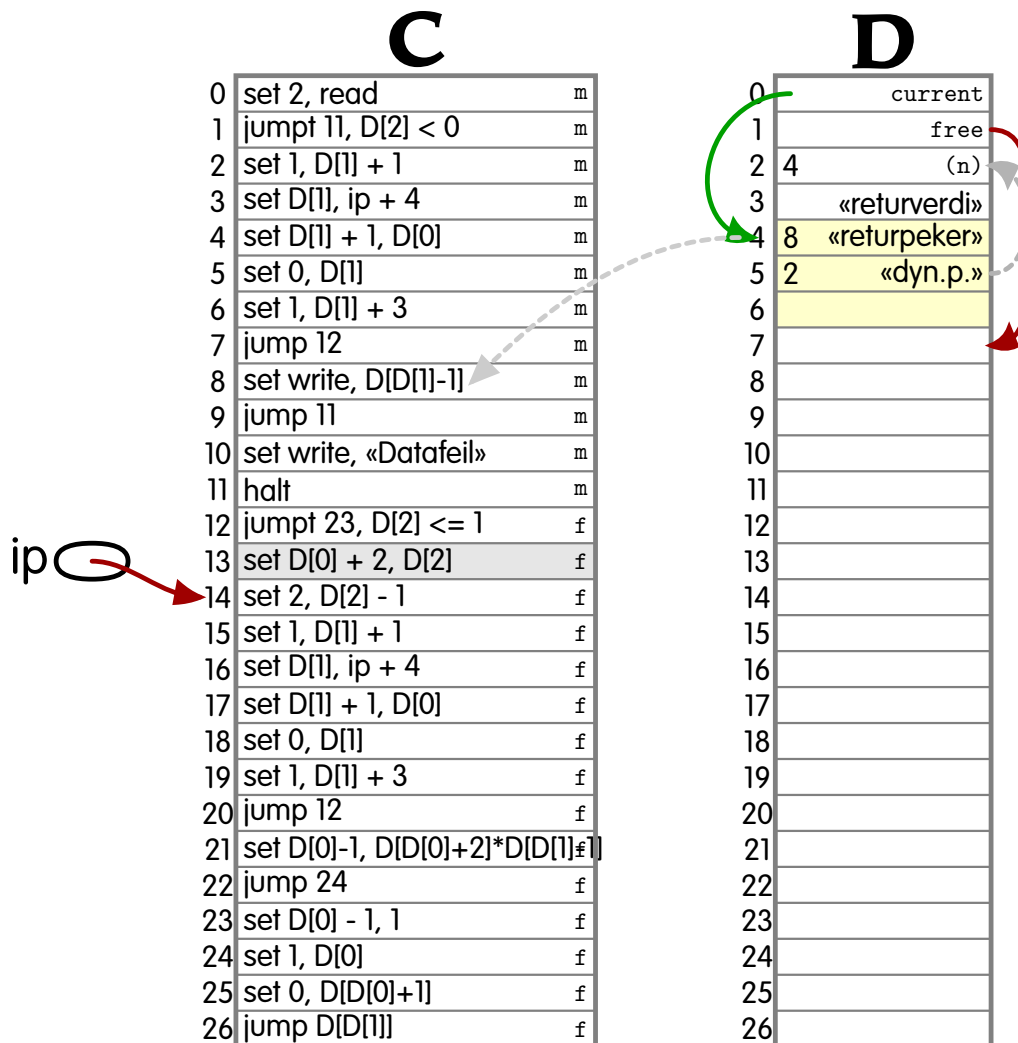 C D
0 set 2, read m 0 current
1 jumpt 11, D[2] < 0 m 1 free
2 set 1, D[1] + 1 m 2 4 (n)
3 set D[1], ip + 4 m 3 «returverdi»
4 set D[1] + 1, D[0] m 4 8 «returpeker»
5 set 0, D[1] m 5 2 «dyn.p.»
6 set 1, D[1] + 3 m 6
7 jump 12 m 7
8 set write, D[D[1]-1] m 8
9 jump 11 m 9
10 set write, «Datafeil» m 10
11 halt m 11
12 jumpt 23, D[2] <= 1 f 12
ip 13 set D[0] + 2, D[2] f 13
14 set 2, D[2] - 1 f 14
15 set 1, D[1] + 1 f 15
16 set D[1], ip + 4 f 16
17 set D[1] + 1, D[0] f 17
18 set 0, D[1] f 18
19 set 1, D[1] + 3 f 19
20 jump 12 f 20
21 set D[0]-1, D[D[0]+2]*D[D[1]+1] f 21
22 jump 24 f 22
23 set D[0] - 1, 1 f 23
24 set 1, D[0] f 24
25 set 0, D[D[0]+1] f 25
26 jump D[D[1]] f 26